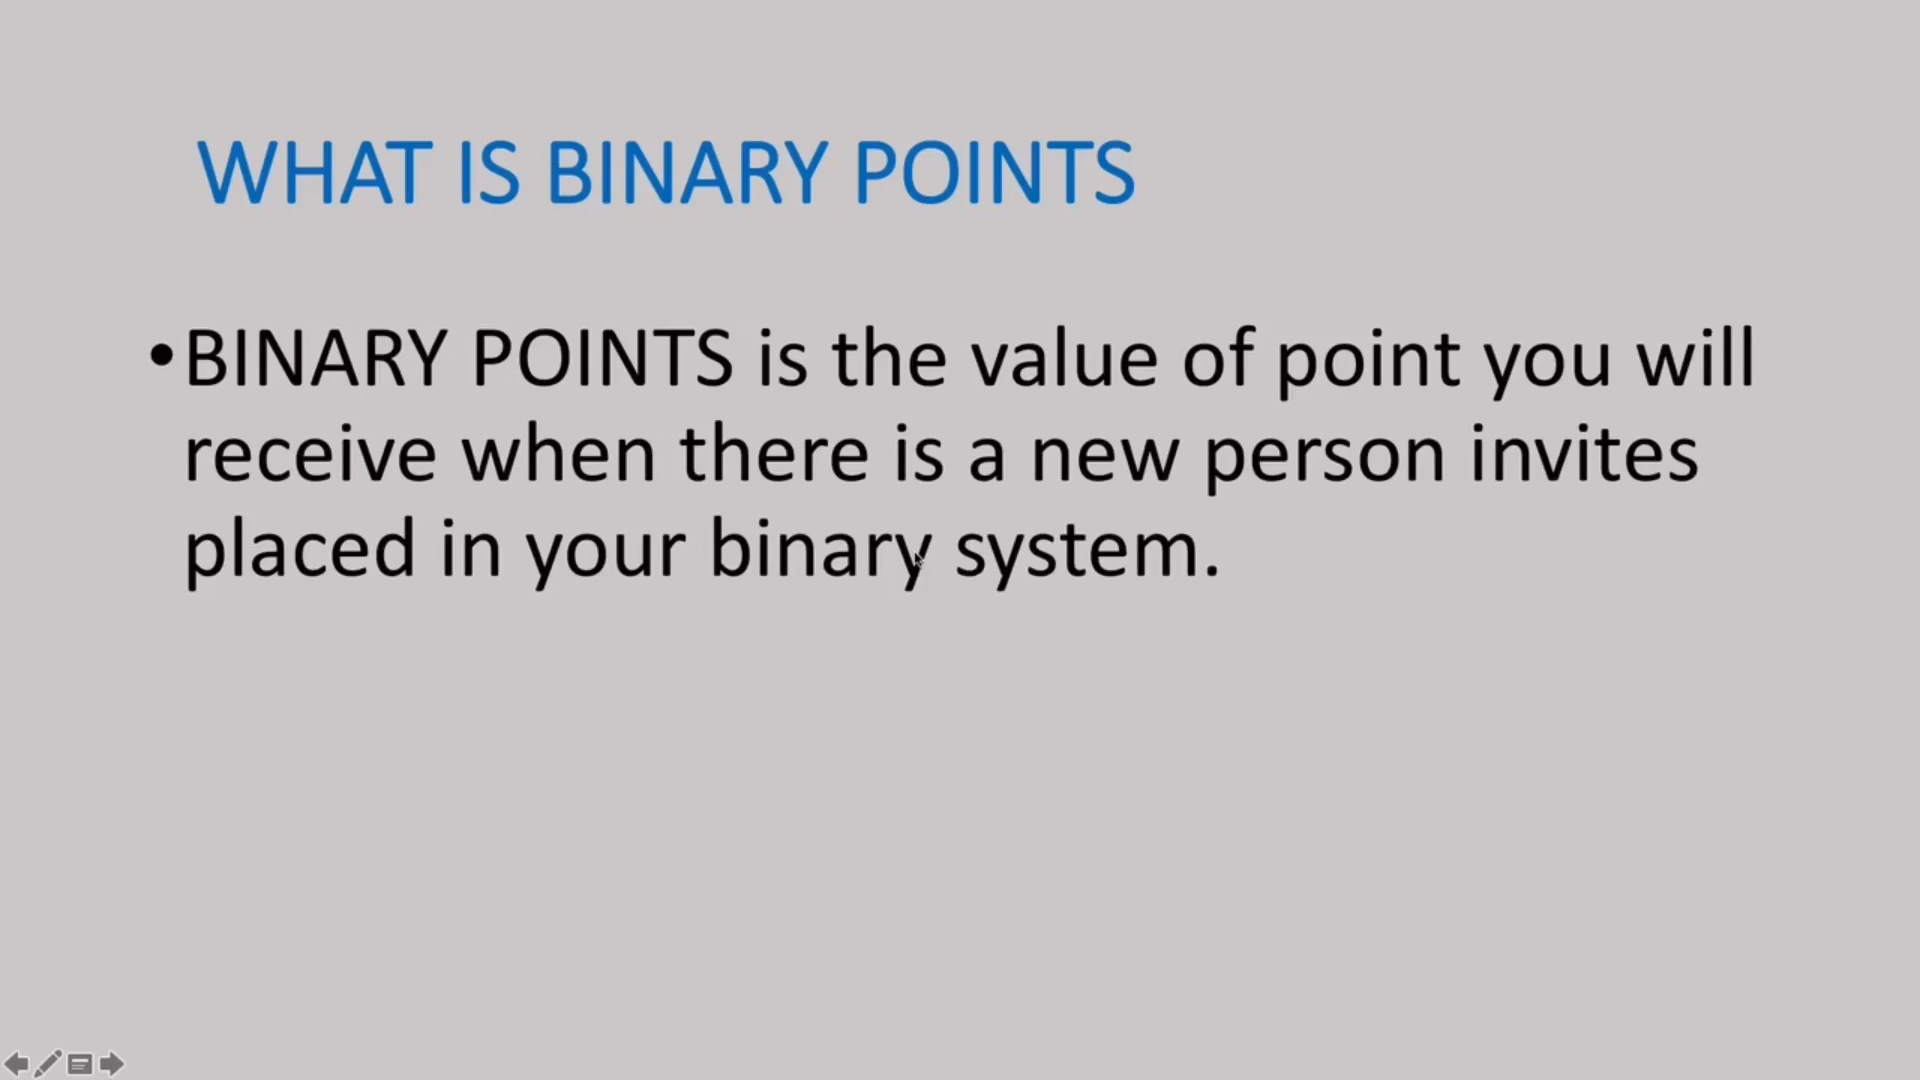 WHAT IS BINARY POINTS
•BINARY POINTS is the value of point you will
receive when there is a new person invites
placed in your binary system.